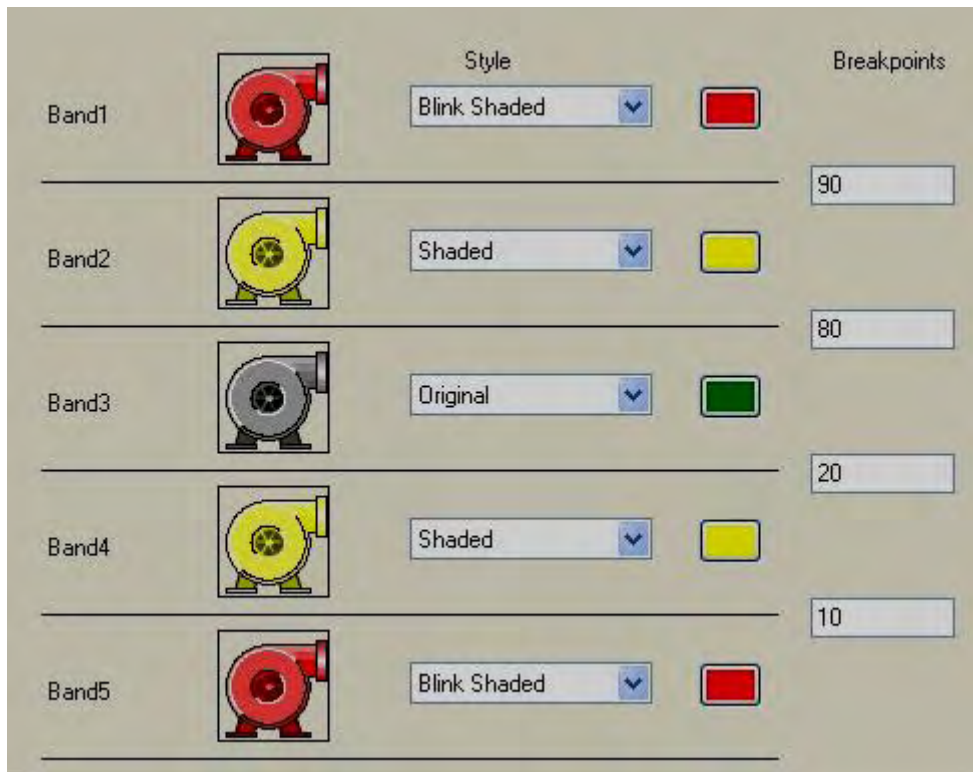 Style Breakpoints
Band1 Blink Shaded
90
Band2 Shaded
80
Band3 Original
20
Band4 Shaded
10
Band5 Blink Shaded